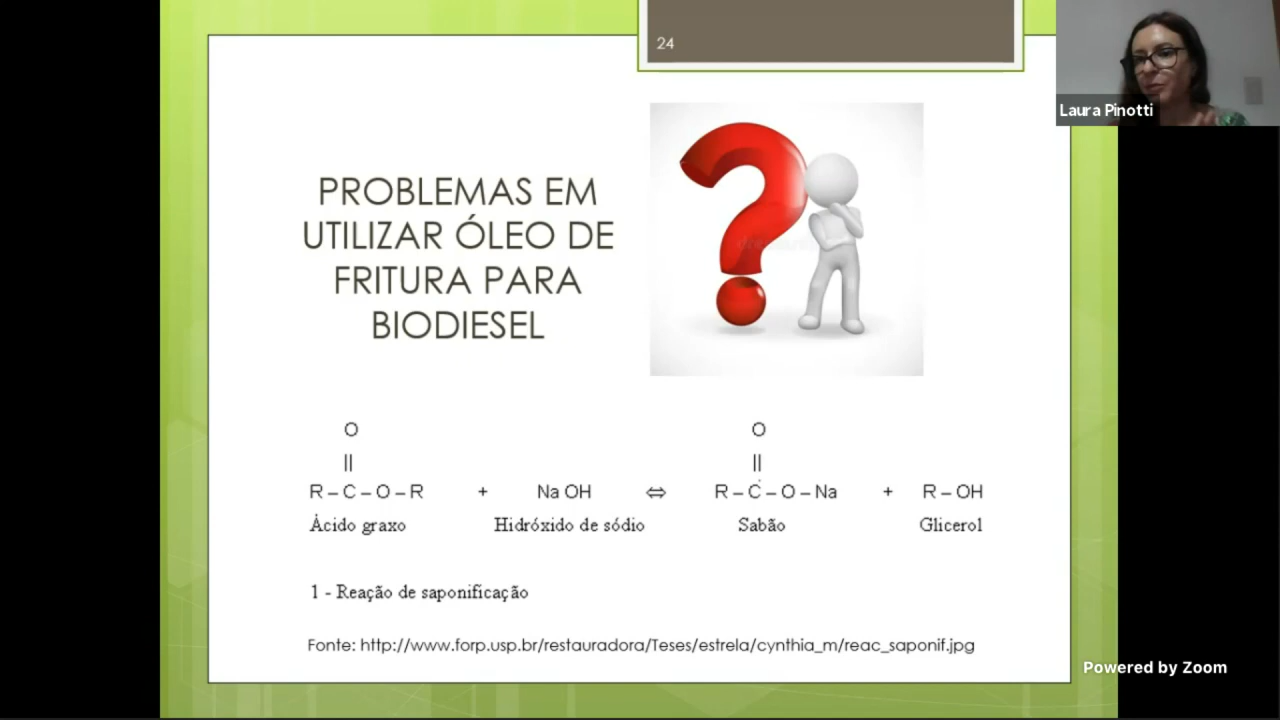 24
Laura Pinotti
PROBLEMAS EM
UTILIZAR ÓLEO DE
FRITURA PARA
BIODIESEL
O
||
R – C – O – R + Na OH ⇔ R – C – O – Na + R – OH
Ácido graxo Hidróxido de sódio Sabão Glicerol
1 - Reação de saponificação
Fonte: http://www.forp.usp.br/restauradora/Teses/estrela/cynthia_m/reac_saponif.jpg
Powered by Zoom